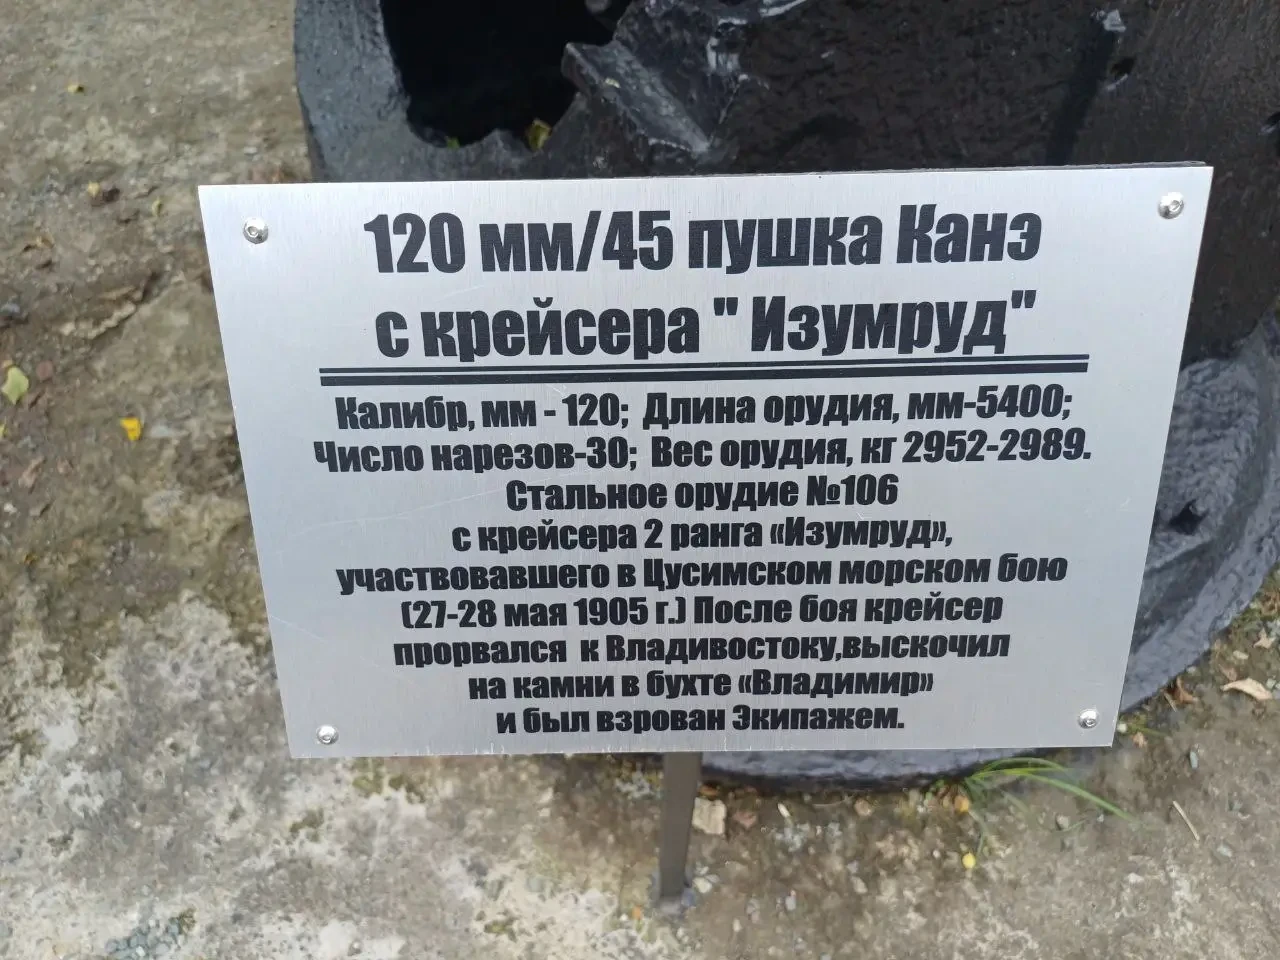 120 мм/45 пушка Канэ
с крейсера " Изумруд"
Калибр, мм - 120; Длина орудия, мм-5400;
Число нарезов-30; Вес орудия, кг 2952-2989.
Стальное орудие №106
с крейсера 2 ранга «Изумруд»,
участвовавшего в Цусимском морском бою
(27-28 мая 1905 г.) После боя крейсер
прорвался к Владивостоку,выскочил
на камни в бухте «Владимир»
и был взрован Экипажем.